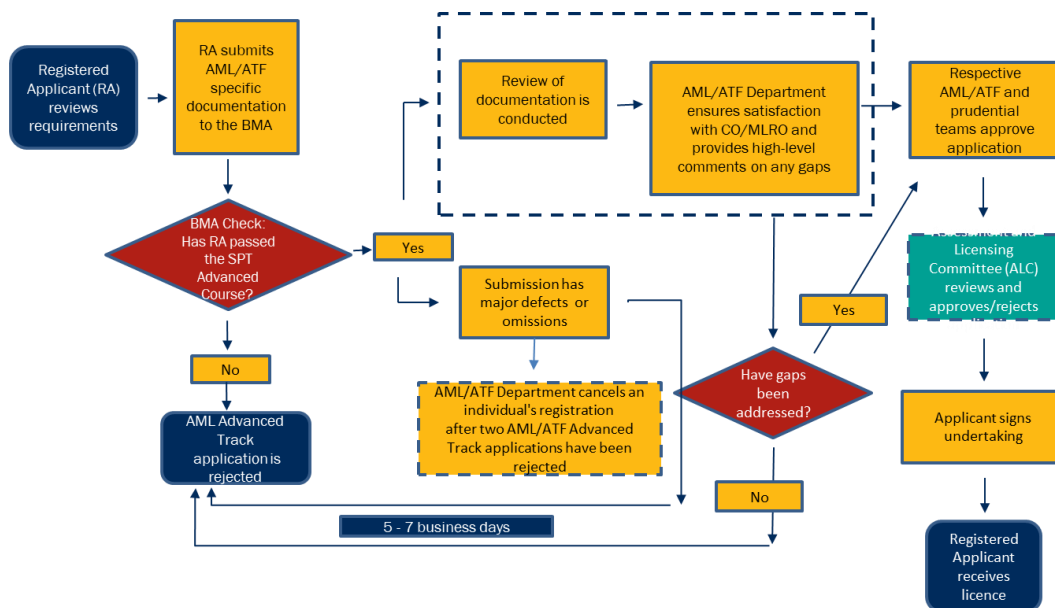 Registered
Applicant (RA)
reviews
requirements
RA submits
AML/ATF
specific
documentation
to the BMA
Review of
documentation is
conducted
AML/ATF Department
ensures satisfaction
with CO/MLRO and
provides high-level
comments on any gaps
Respective
AML/ATF and
prudential
teams approve
application
BMA Check:
Has RA passed
the SPT
Advanced
Course?
Yes
Submission has
major defects or
omissions
Assessment and
Licensing
Committee (ALC)
reviews and
approves/rejects
Yes
No
Have gaps
been
addressed?
AML/ATF Department cancels an
individual's registration
after two AML/ATF Advanced
Track applications have been
rejected
AML Advanced
Track
application is
rejected
Applicant signs
undertaking
No
5 - 7 business days
Registered
Applicant
receives
licence